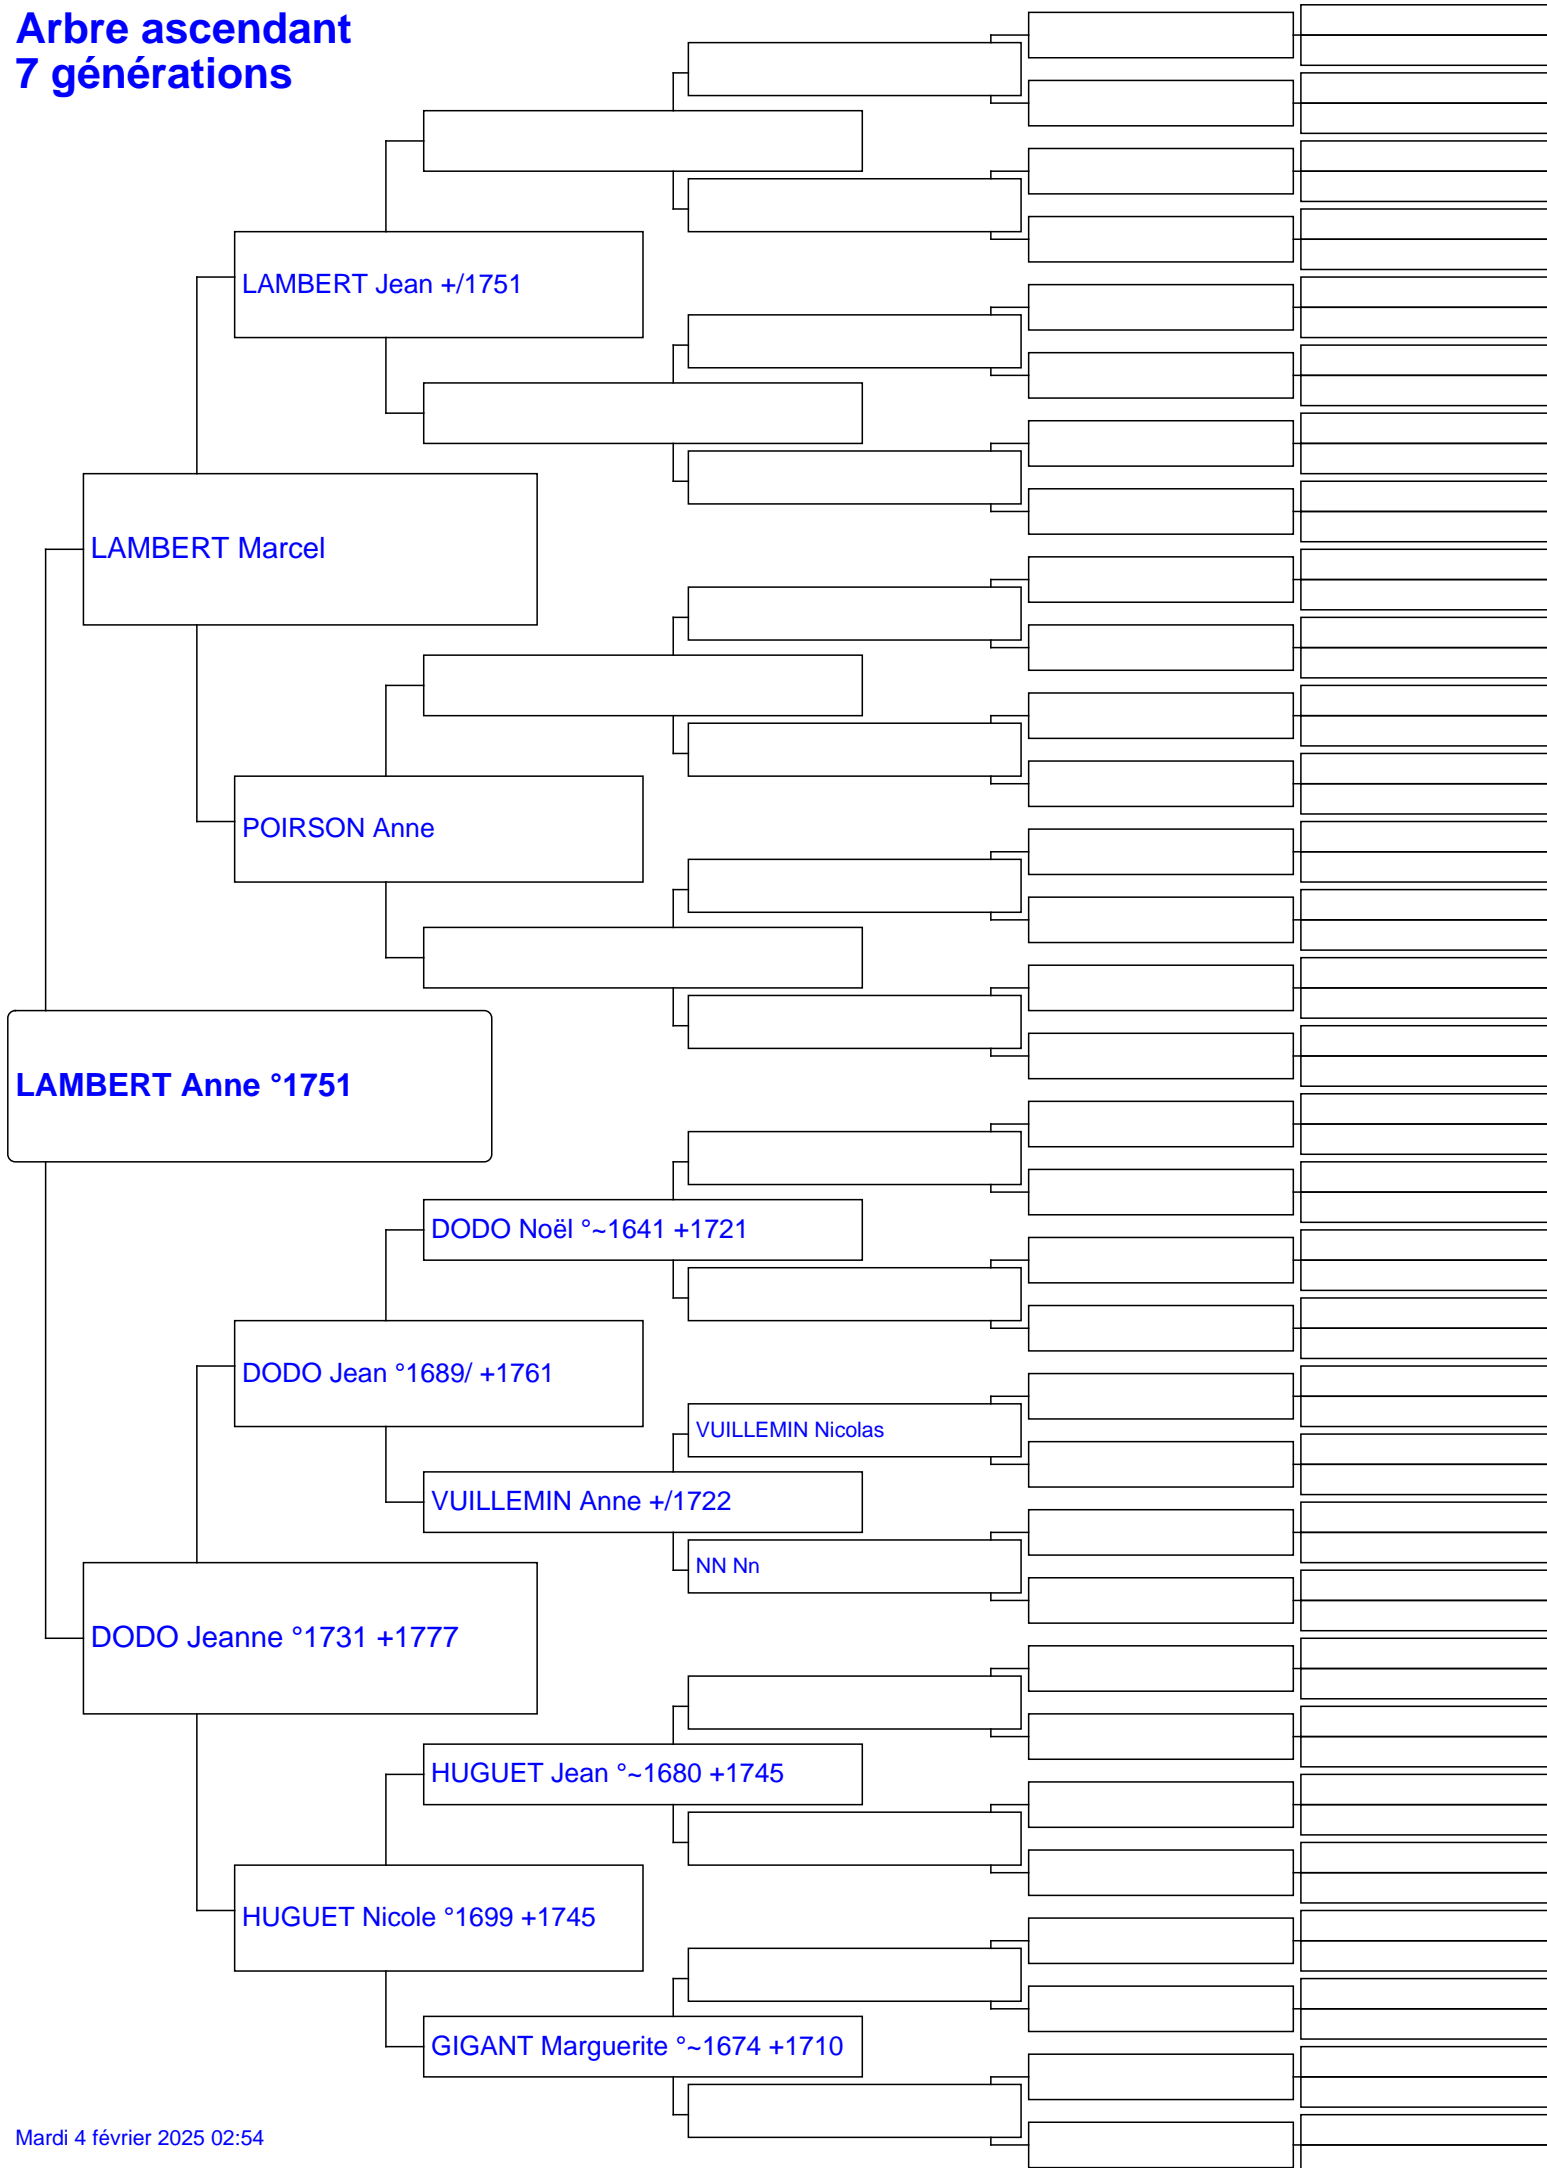 Arbre ascendant
7 générations
LAMBERT Jean +/1751
LAMBERT Marcel
POIRSON Anne
LAMBERT Anne °1751
DODO Noël °~1641 +1721
DODO Jean °1689/ +1761
VUILLEMIN Nicolas
VUILLEMIN Anne +/1722
NN Nn
DODO Jeanne °1731 +1777
HUGUET Jean °~1680 +1745
HUGUET Nicole °1699 +1745
GIGANT Marguerite °~1674 +1710
Mardi 4 février 2025 02:54